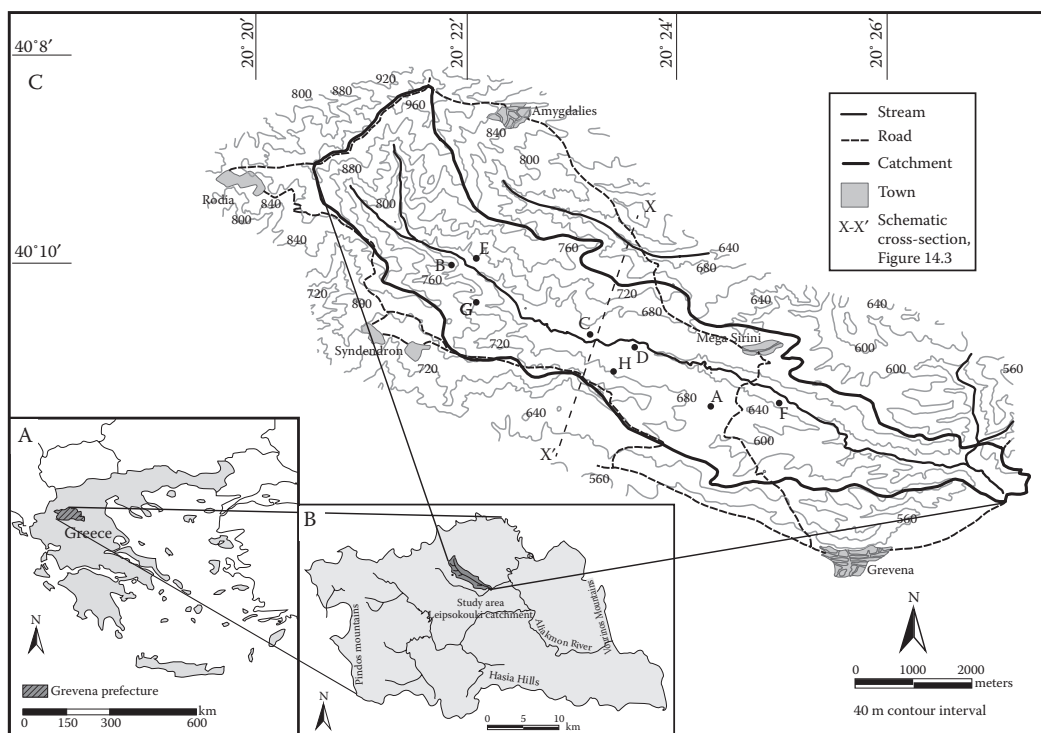 20˚ 20′
20˚ 22′
20˚ 24′
20˚ 26′
40˚ 8′
C
920
880
800
960
Amygdalies
840
800
880
Rodia
840
800
800
840
X
Stream
Road
Catchment
Town
X-X′ Schematic
cross-section,
Figure 14.3
40˚ 10′
E
B
760
760
640
680
G
720
720
800
680
640
640
C
Mega Sirini
600
Syndendron
720
720
D
H
600
560
640
680
A
640
F
600
X′
560
560
Grevena
A
Greece
N
Grevena prefecture
km
0 150 300 600
B
Study area
Leipsokouki catchment
Pindos mountains
Vourinos Mountains
Aliakmon River
Hasia Hills
N
km
0 5 10
N
0 1000 2000
meters
40 m contour interval